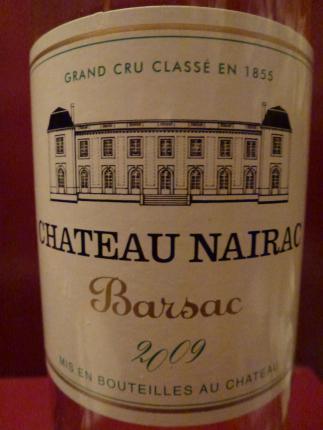 GRAND CRU CLASSÉ EN 1855
CHATEAU NAIRAC
Barsac
2009
MIS EN BOUTEILLES AU CHATEAU